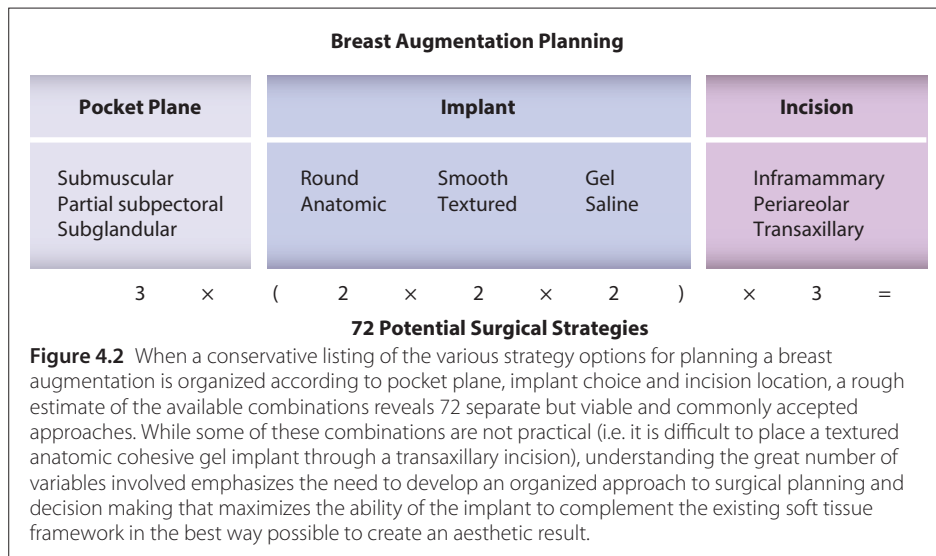 Breast Augmentation Planning
Pocket Plane Implant Incision
Submuscular Round Smooth Gel Inframammary
Partial subpectoral Anatomic Textured Saline Periareolar
Subglandular Transaxillary
3 × ( 2 × 2 × 2 ) × 3 =
72 Potential Surgical Strategies
Figure 4.2 When a conservative listing of the various strategy options for planning a breast
augmentation is organized according to pocket plane, implant choice and incision location, a rough
estimate of the available combinations reveals 72 separate but viable and commonly accepted
approaches. While some of these combinations are not practical (i.e. it is difficult to place a textured
anatomic cohesive gel implant through a transaxillary incision), understanding the great number of
variables involved emphasizes the need to develop an organized approach to surgical planning and
decision making that maximizes the ability of the implant to complement the existing soft tissue
framework in the best way possible to create an aesthetic result.